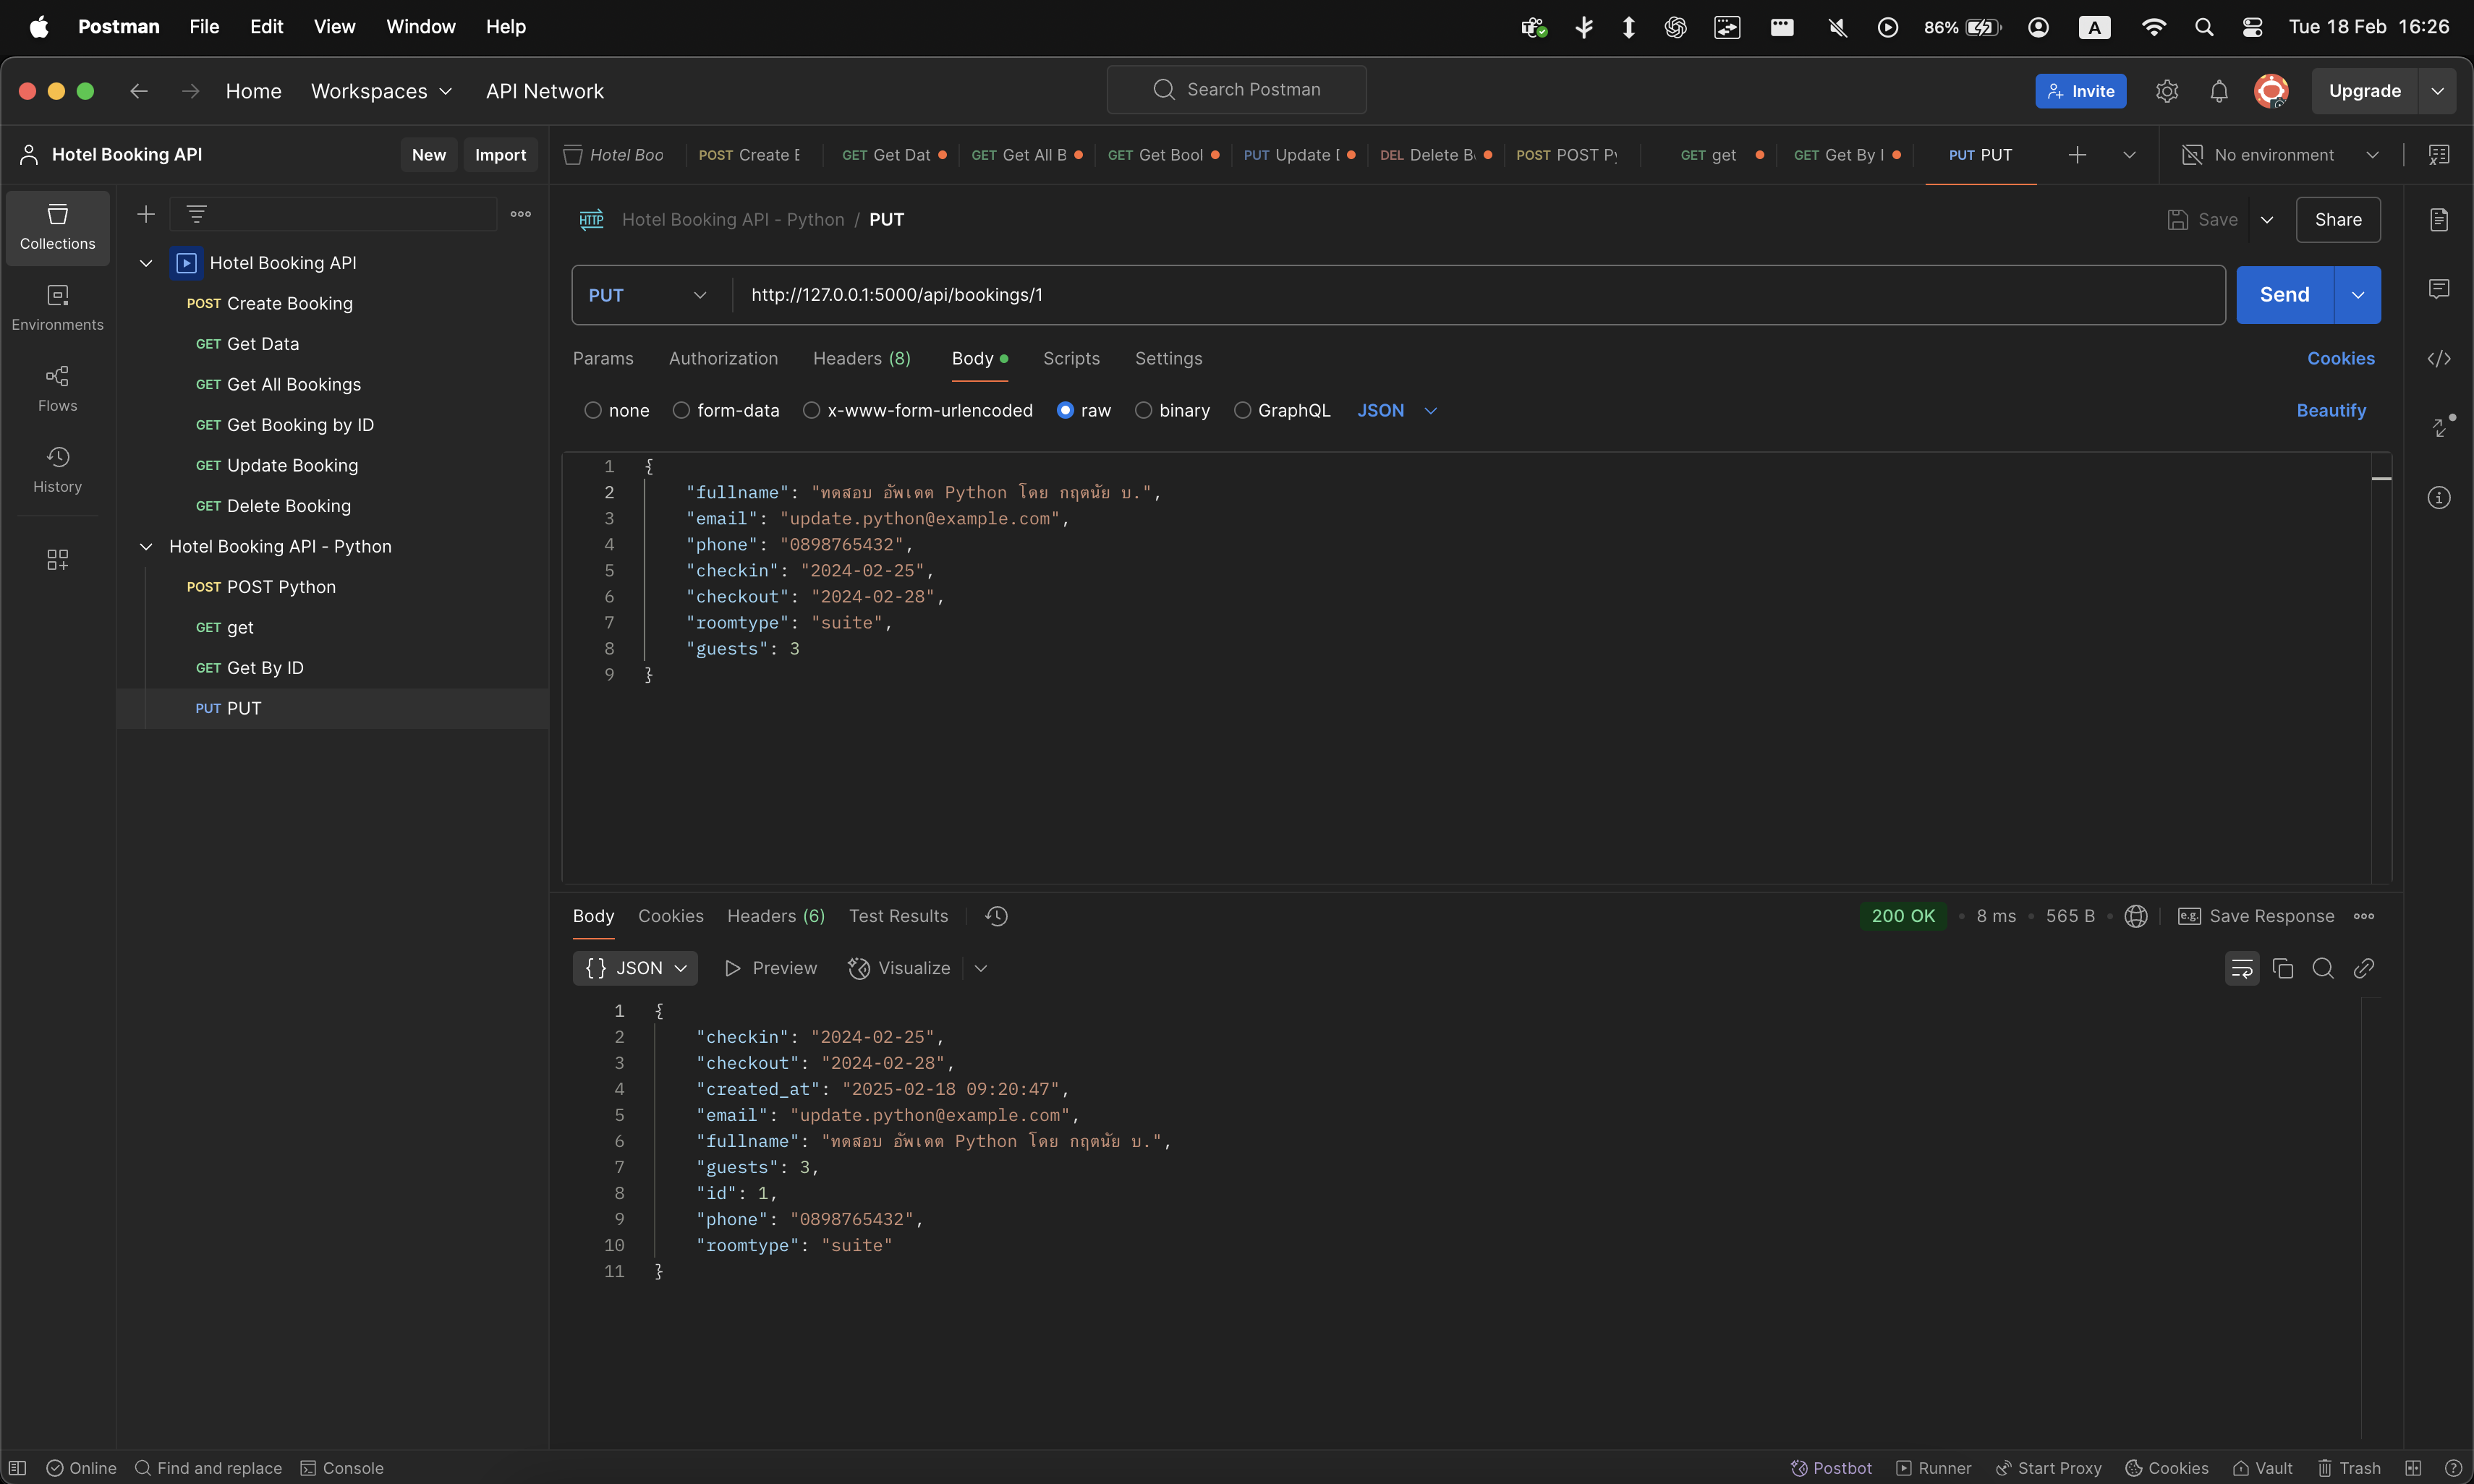 Postman File Edit View Window Help 86% A Tue 18 Feb 16:26
Home Workspaces API Network Search Postman Invite Upgrade
Hotel Booking API New Import
Hotel Boo POST Create B GET Get Dat GET Get All B GET Get Bool PUT Update D DEL Delete B POST POST Py GET get GET Get By I PUT PUT No environment
Collections
Environments
Flows
History
Hotel Booking API
POST Create Booking
GET Get Data
GET Get All Bookings
GET Get Booking by ID
GET Update Booking
GET Delete Booking
Hotel Booking API - Python
POST POST Python
GET get
GET Get By ID
PUT PUT
HTTP Hotel Booking API - Python / PUT Save Share
PUT http://127.0.0.1:5000/api/bookings/1 Send
Params Authorization Headers (8) Body Scripts Settings Cookies
none form-data x-www-form-urlencoded raw binary GraphQL JSON Beautify
1 {
2 "fullname": "ทดสอบ อัพเดต Python โดย กฤตนัย บ.",
3 "email": "update.python@example.com",
4 "phone": "0898765432",
5 "checkin": "2024-02-25",
6 "checkout": "2024-02-28",
7 "roomtype": "suite",
8 "guests": 3
9 }
Body Cookies Headers (6) Test Results 200 OK • 8 ms • 565 B • e.g. Save Response
{} JSON Preview Visualize
1 {
2 "checkin": "2024-02-25",
3 "checkout": "2024-02-28",
4 "created_at": "2025-02-18 09:20:47",
5 "email": "update.python@example.com",
6 "fullname": "ทดสอบ อัพเดต Python โดย กฤตนัย บ.",
7 "guests": 3,
8 "id": 1,
9 "phone": "0898765432",
10 "roomtype": "suite"
11 }
Online Find and replace Console Postbot Runner Start Proxy Cookies Vault Trash